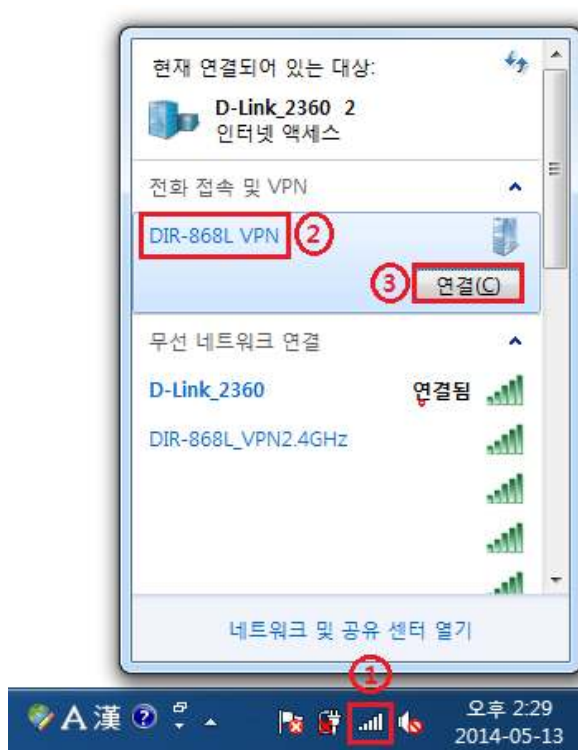 현재 연결되어 있는 대상:
D-Link_2360 2
인터넷 액세스
전화 접속 및 VPN
DIR-868L VPN ②
③ 연결(C)
무선 네트워크 연결
D-Link_2360 연결됨
DIR-868L_VPN2.4GHz
네트워크 및 공유 센터 열기
①
A 漢 ? 오후 2:29
2014-05-13